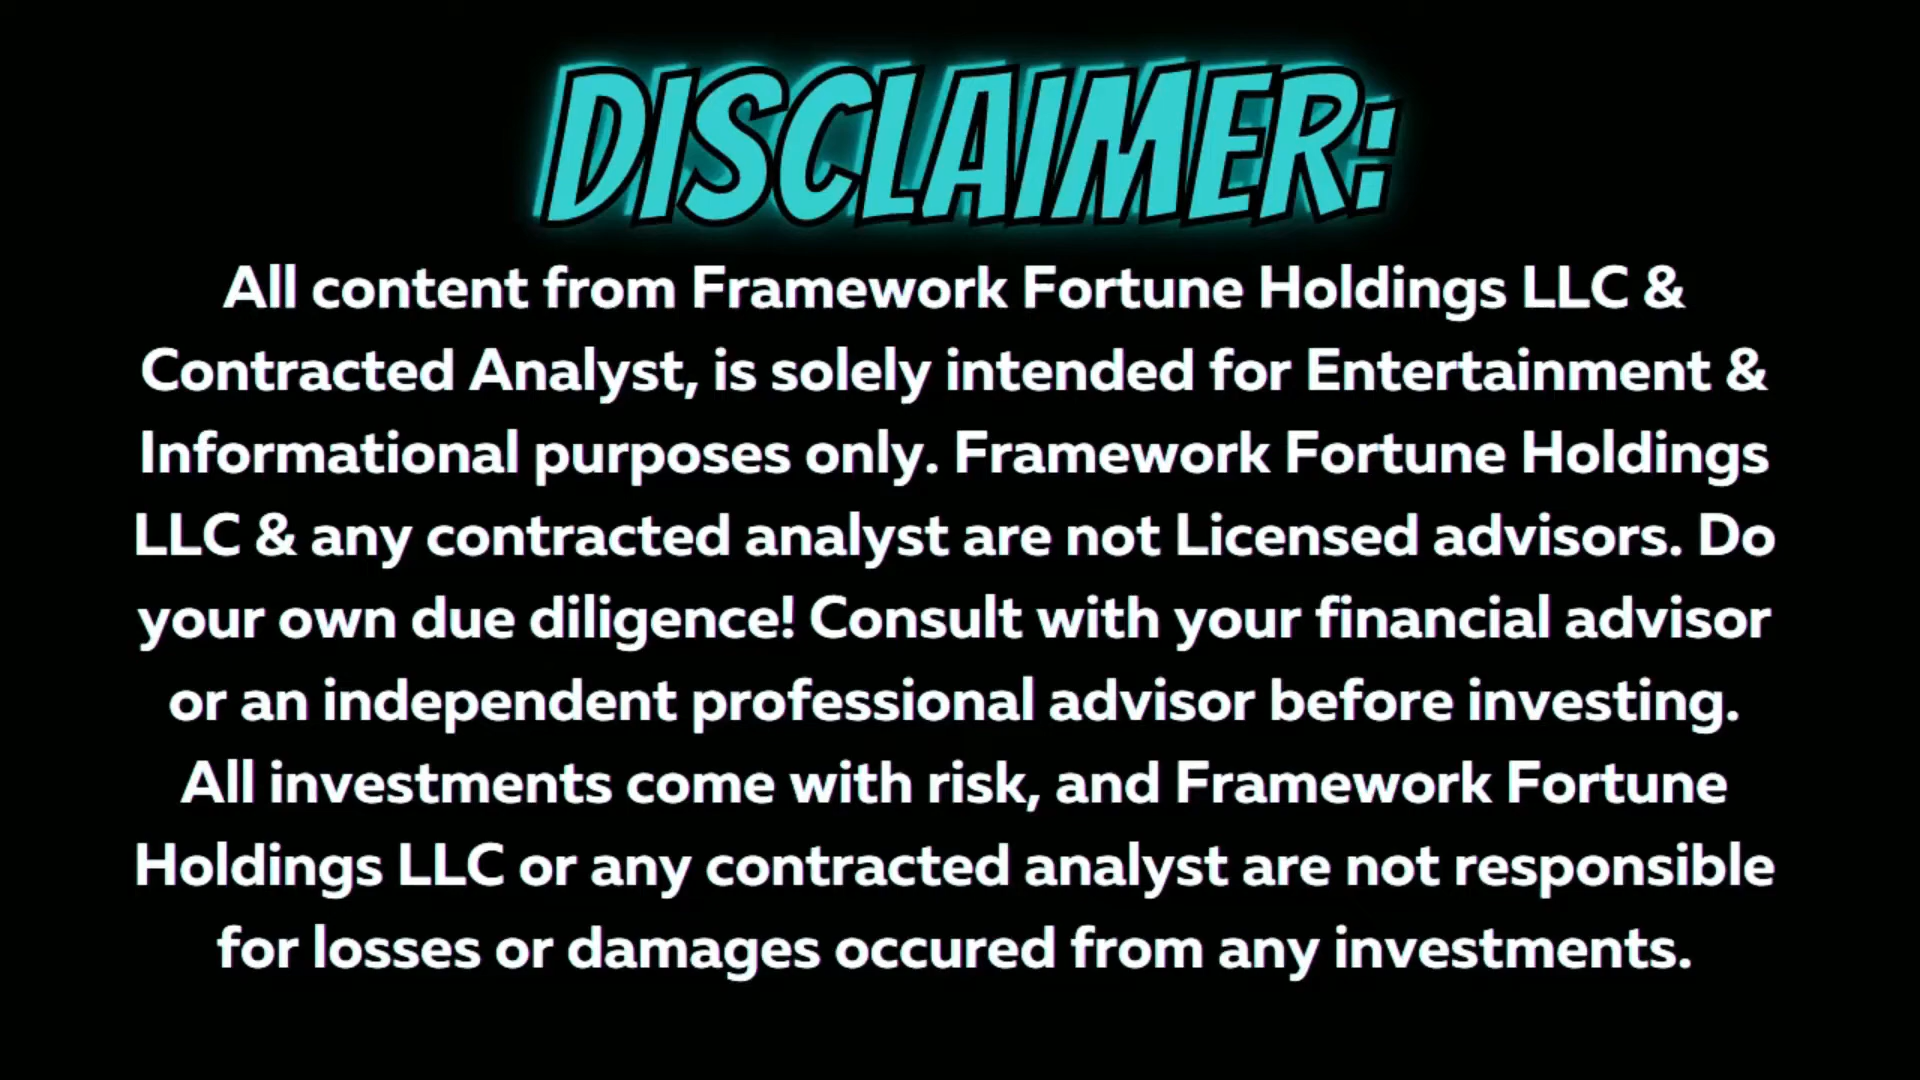 DISCLAIMER:
All content from Framework Fortune Holdings LLC &
Contracted Analyst, is solely intended for Entertainment &
Informational purposes only. Framework Fortune Holdings
LLC & any contracted analyst are not Licensed advisors. Do
your own due diligence! Consult with your financial advisor
or an independent professional advisor before investing.
All investments come with risk, and Framework Fortune
Holdings LLC or any contracted analyst are not responsible
for losses or damages occured from any investments.